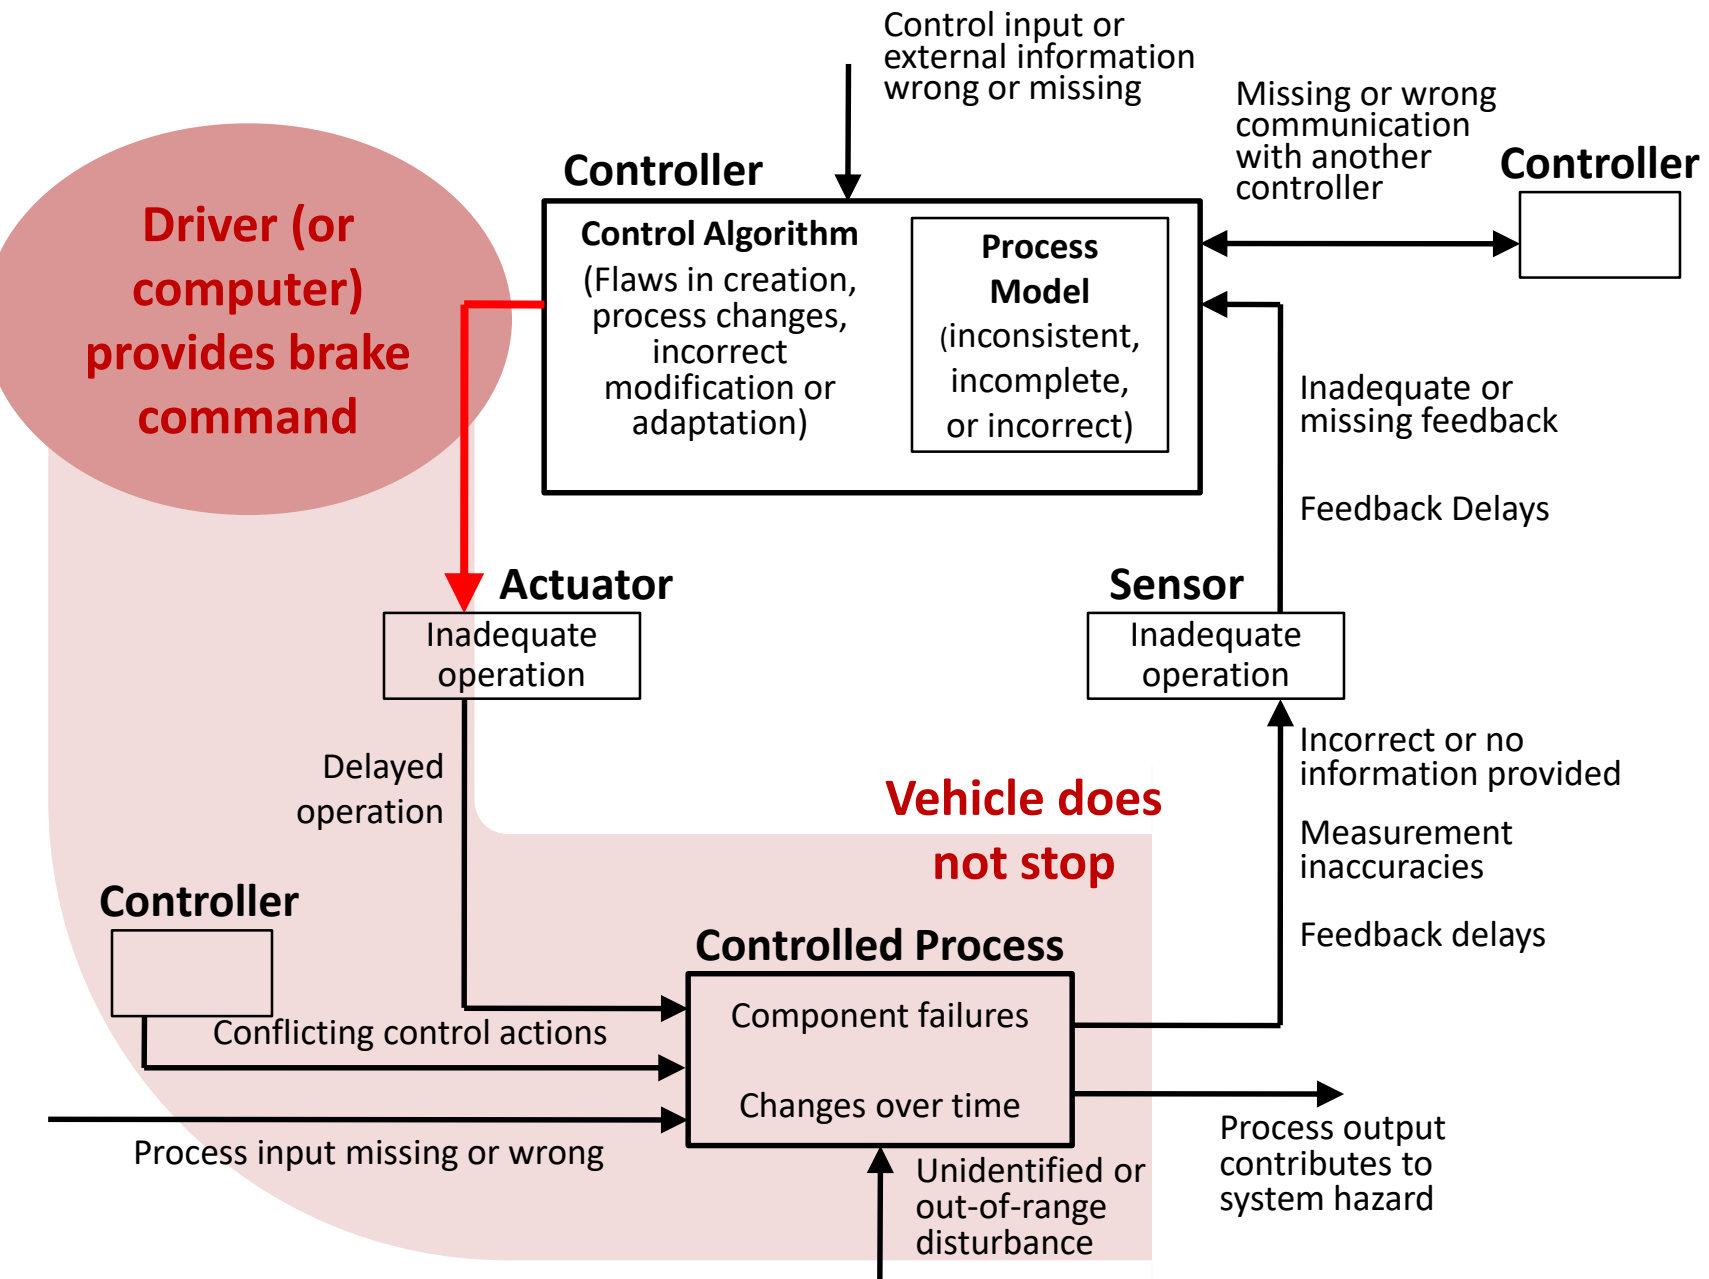 Control input or
external information
wrong or missing
Missing or wrong
communication
with another
controller
Controller
Controller
Driver (or
computer)
provides brake
command
Control Algorithm
(Flaws in creation,
process changes,
incorrect
modification or
adaptation)
Process
Model
(inconsistent,
incomplete,
or incorrect)
Inadequate or
missing feedback
Feedback Delays
Actuator
Inadequate
operation
Sensor
Inadequate
operation
Delayed
operation
Vehicle does
not stop
Incorrect or no
information provided
Measurement
inaccuracies
Feedback delays
Controller
Conflicting control actions
Process input missing or wrong
Controlled Process
Component failures
Changes over time
Unidentified or
out-of-range
disturbance
Process output
contributes to
system hazard